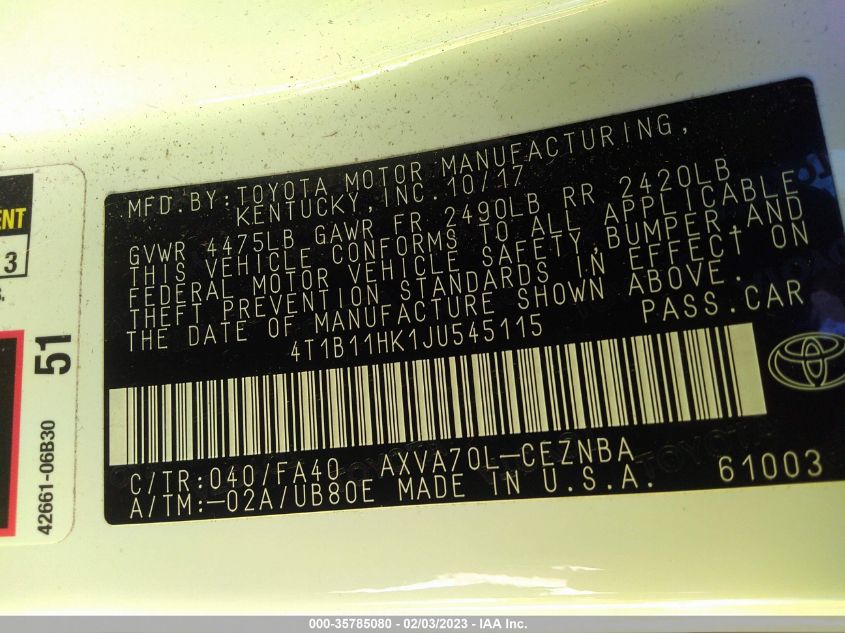 MFD.BY:TOYOTA MOTOR MANUFACTURING,
KENTUCKY,INC.10/17
GVWR 4475LB GAWR FR 2490LB RR 2420LB
THIS VEHICLE CONFORMS TO ALL APPLICABLE
FEDERAL MOTOR VEHICLE SAFETY,BUMPER,AND
THEFT PREVENTION STANDARDS IN EFFECT ON
THE DATE OF MANUFACTURE SHOWN ABOVE.
4T1B11HK1JU545115 PASS.CAR
C/TR:040/FA40 AXVA70L-CEZNBA
A/TM:-02A/UB80E MADE IN U.S.A. 61003
ENT
3
51
42661-06B30
000-35785080 - 02/03/2023 - IAA Inc.